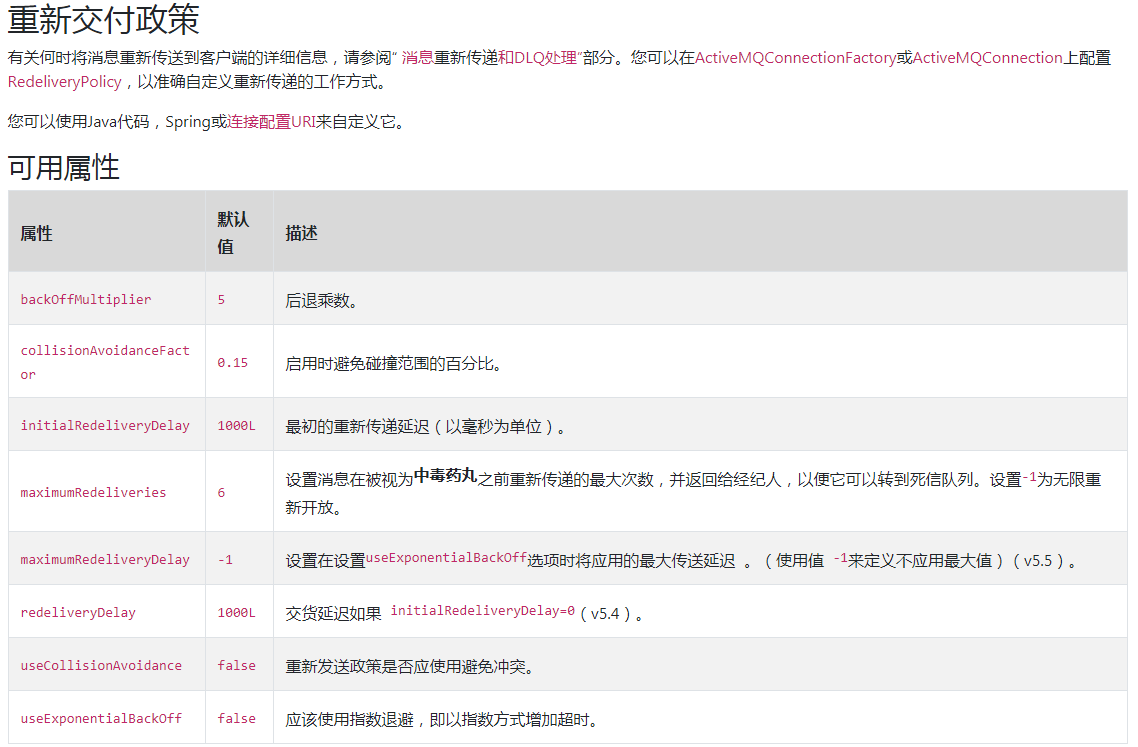 重新交付政策
有关何时将消息重新传送到客户端的详细信息，请参阅“ 消息重新传递和DLQ处理”部分。您可以在ActiveMQConnectionFactory或ActiveMQConnection上配置
RedeliveryPolicy，以准确自定义重新传递的工作方式。
您可以使用Java代码，Spring或连接配置URI来自定义它。
可用属性
属性 默认 描述
值
backOffMultiplier 5 后退乘数。
collisionAvoidanceFact
or 0.15 启用时避免碰撞范围的百分比。
initialRedeliveryDelay 1000L 最初的重新传递延迟（以毫秒为单位）。
maximumRedeliveries 6 设置消息在被视为中毒药丸之前重新传递的最大次数，并返回给经纪人，以便它可以转到死信队列。设置-1为无限重
新开放。
maximumRedeliveryDelay -1 设置在设置useExponentialBackOff选项时将应用的最大传送延迟 。（使用值 -1来定义不应用最大值）（v5.5）。
redeliveryDelay 1000L 交货延迟如果 initialRedeliveryDelay=0（v5.4）。
useCollisionAvoidance false 重新发送政策是否应使用避免冲突。
useExponentialBackOff false 应该使用指数退避，即以指数方式增加超时。